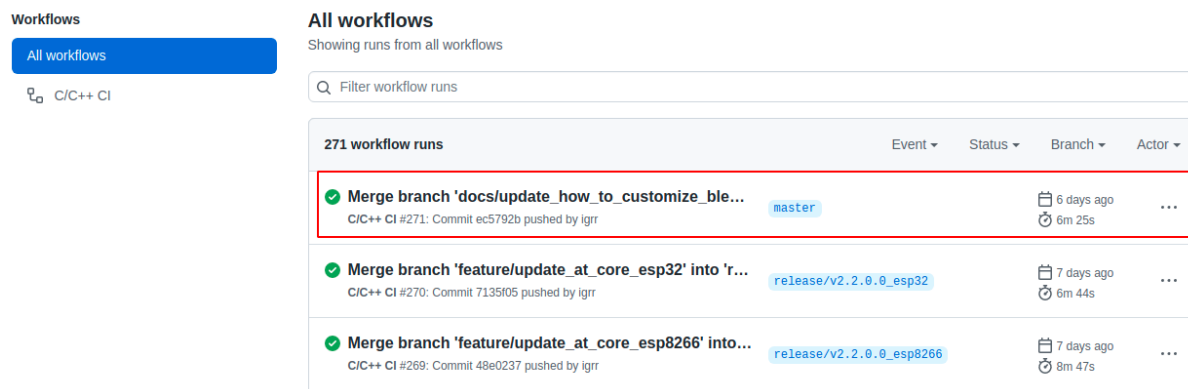 Workflows
All workflows
C/C++ CI
All workflows
Showing runs from all workflows
Filter workflow runs
271 workflow runs Event Status Branch Actor
Merge branch 'docs/update_how_to_customize_ble…
C/C++ CI #271: Commit ec5792b pushed by igrr
master
6 days ago
6m 25s
Merge branch 'feature/update_at_core_esp32' into 'r…
C/C++ CI #270: Commit 7135f05 pushed by igrr
release/v2.2.0.0_esp32
7 days ago
6m 44s
Merge branch 'feature/update_at_core_esp8266' into…
C/C++ CI #269: Commit 48e0237 pushed by igrr
release/v2.2.0.0_esp8266
7 days ago
8m 47s